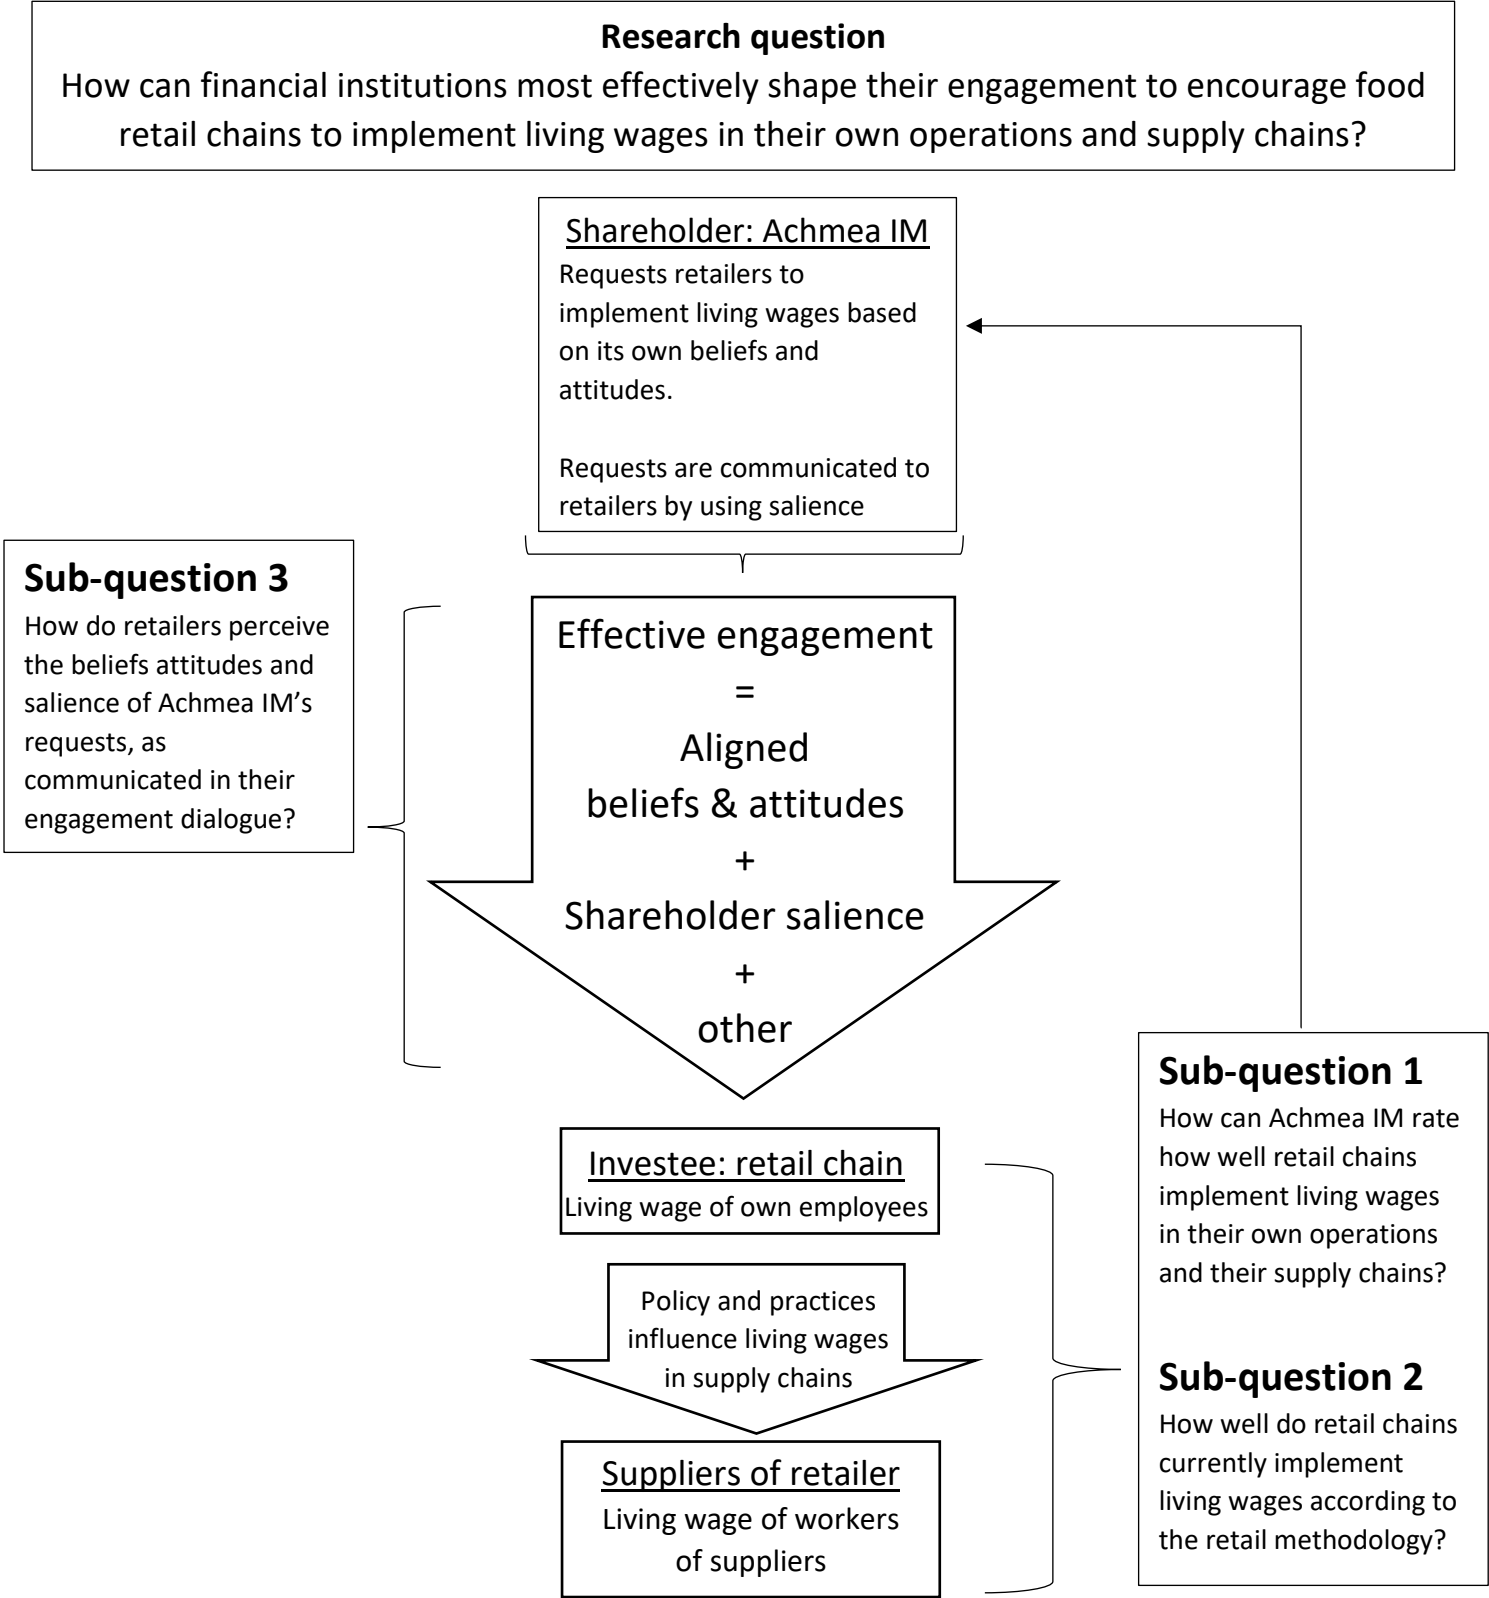 Research question
How can financial institutions most effectively shape their engagement to encourage food
retail chains to implement living wages in their own operations and supply chains?
Shareholder: Achmea IM
Requests retailers to
implement living wages based
on its own beliefs and
attitudes.
Requests are communicated to
retailers by using salience
Sub-question 3
How do retailers perceive
the beliefs attitudes and
salience of Achmea IM’s
requests, as
communicated in their
engagement dialogue?
Effective engagement
=
Aligned
beliefs & attitudes
+
Shareholder salience
+
other
Investee: retail chain
Living wage of own employees
Policy and practices
influence living wages
in supply chains
Suppliers of retailer
Living wage of workers
of suppliers
Sub-question 1
How can Achmea IM rate
how well retail chains
implement living wages
in their own operations
and their supply chains?
Sub-question 2
How well do retail chains
currently implement
living wages according to
the retail methodology?